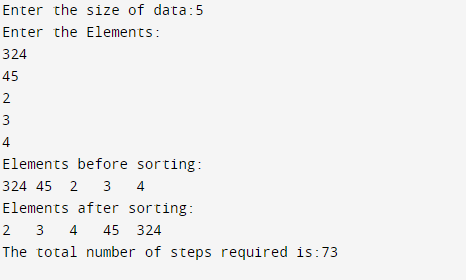 Enter the size of data:5
Enter the Elements:
324
45
2
3
4
Elements before sorting:
324 45  2   3   4
Elements after sorting:
2   3   4   45  324
The total number of steps required is:73